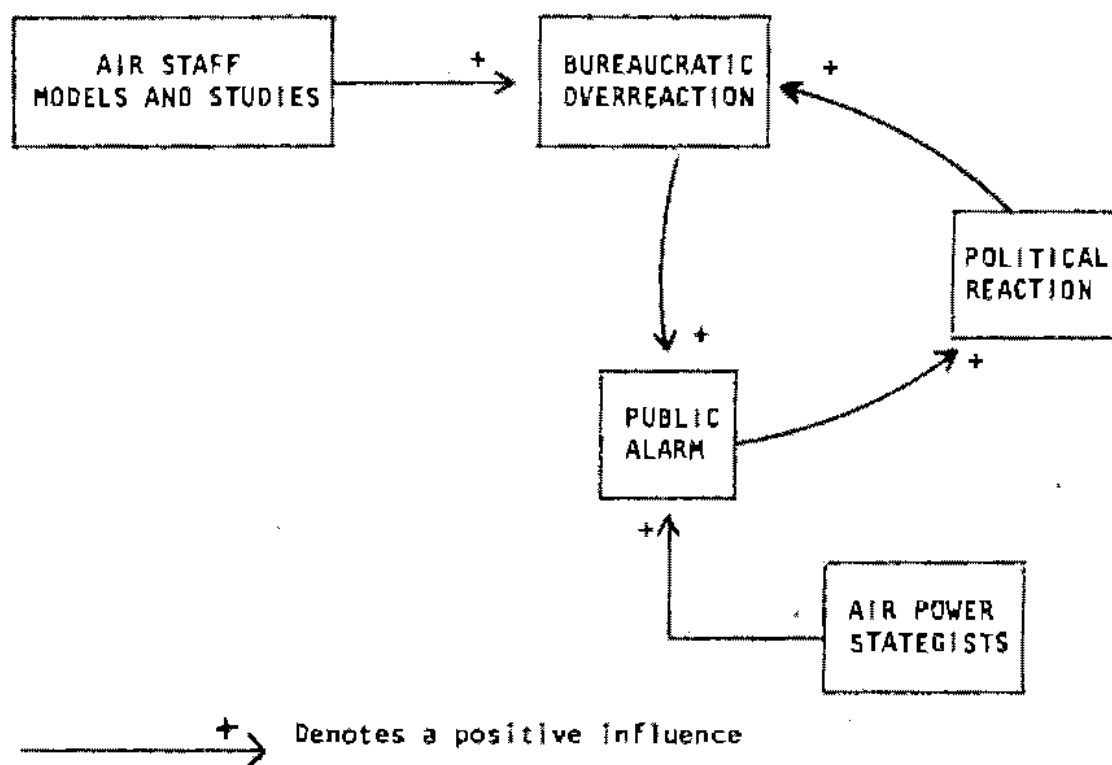 AIR STAFF
MODELS AND STUDIES
+
BUREAUCRATIC
OVERREACTION
+
POLITICAL
REACTION
+
+
PUBLIC
ALARM
+
AIR POWER
STATEGISTS
+
Denotes a positive influence